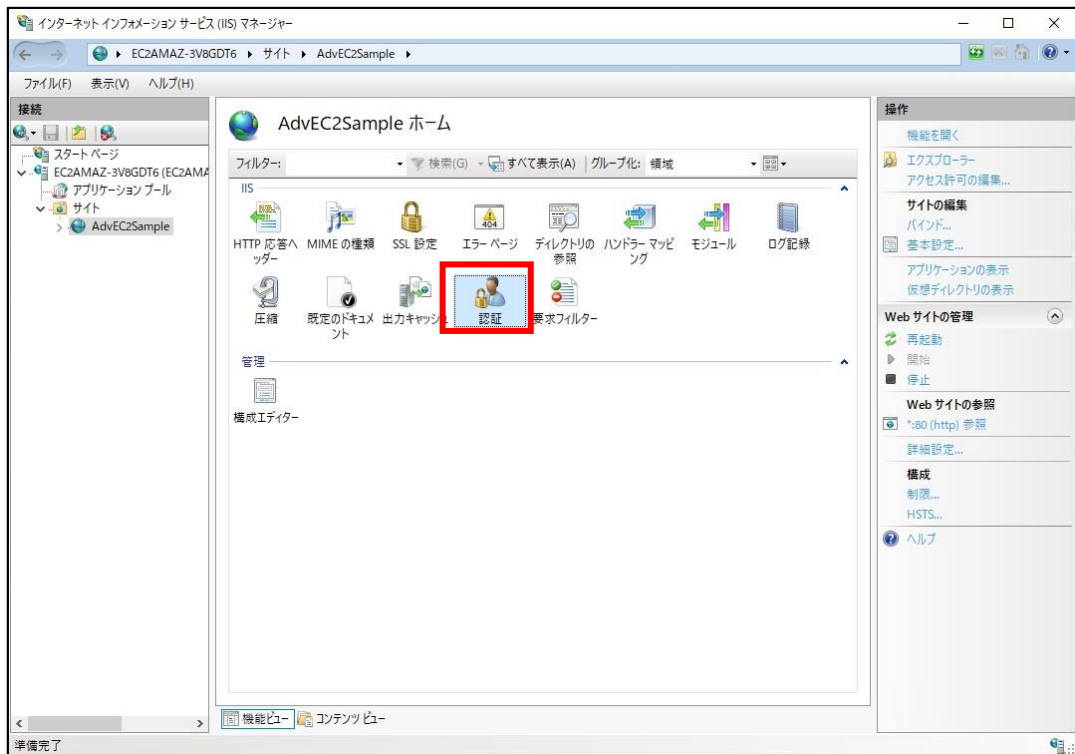 インターネット インフォメーション サービス (IIS) マネージャー
EC2AMAZ-3V8GDT6 サイト AdvEC2Sample
ファイル(F) 表示(V) ヘルプ(H)
接続
スタート ページ
EC2AMAZ-3V8GDT6 (EC2AMA
アプリケーション プール
サイト
AdvEC2Sample
AdvEC2Sample ホーム
フィルター: 検索(G) すべて表示(A) グループ化: 領域
IIS
HTTP 応答ヘッダー
MIME の種類
SSL 設定
エラー ページ
404
ディレクトリの参照
ハンドラー マッピング
モジュール
ログ記録
圧縮
既定のドキュメント
出力キャッシュ
認証
要求フィルター
管理
構成エディター
機能ビュー コンテンツ ビュー
準備完了
操作
機能を開く
エクスプローラー
アクセス許可の編集...
サイトの編集
バインド...
基本設定...
アプリケーションの表示
仮想ディレクトリの表示
Web サイトの管理
再起動
開始
停止
Web サイトの参照
*:80 (http) 参照
詳細設定...
構成
制限...
HSTS...
ヘルプ